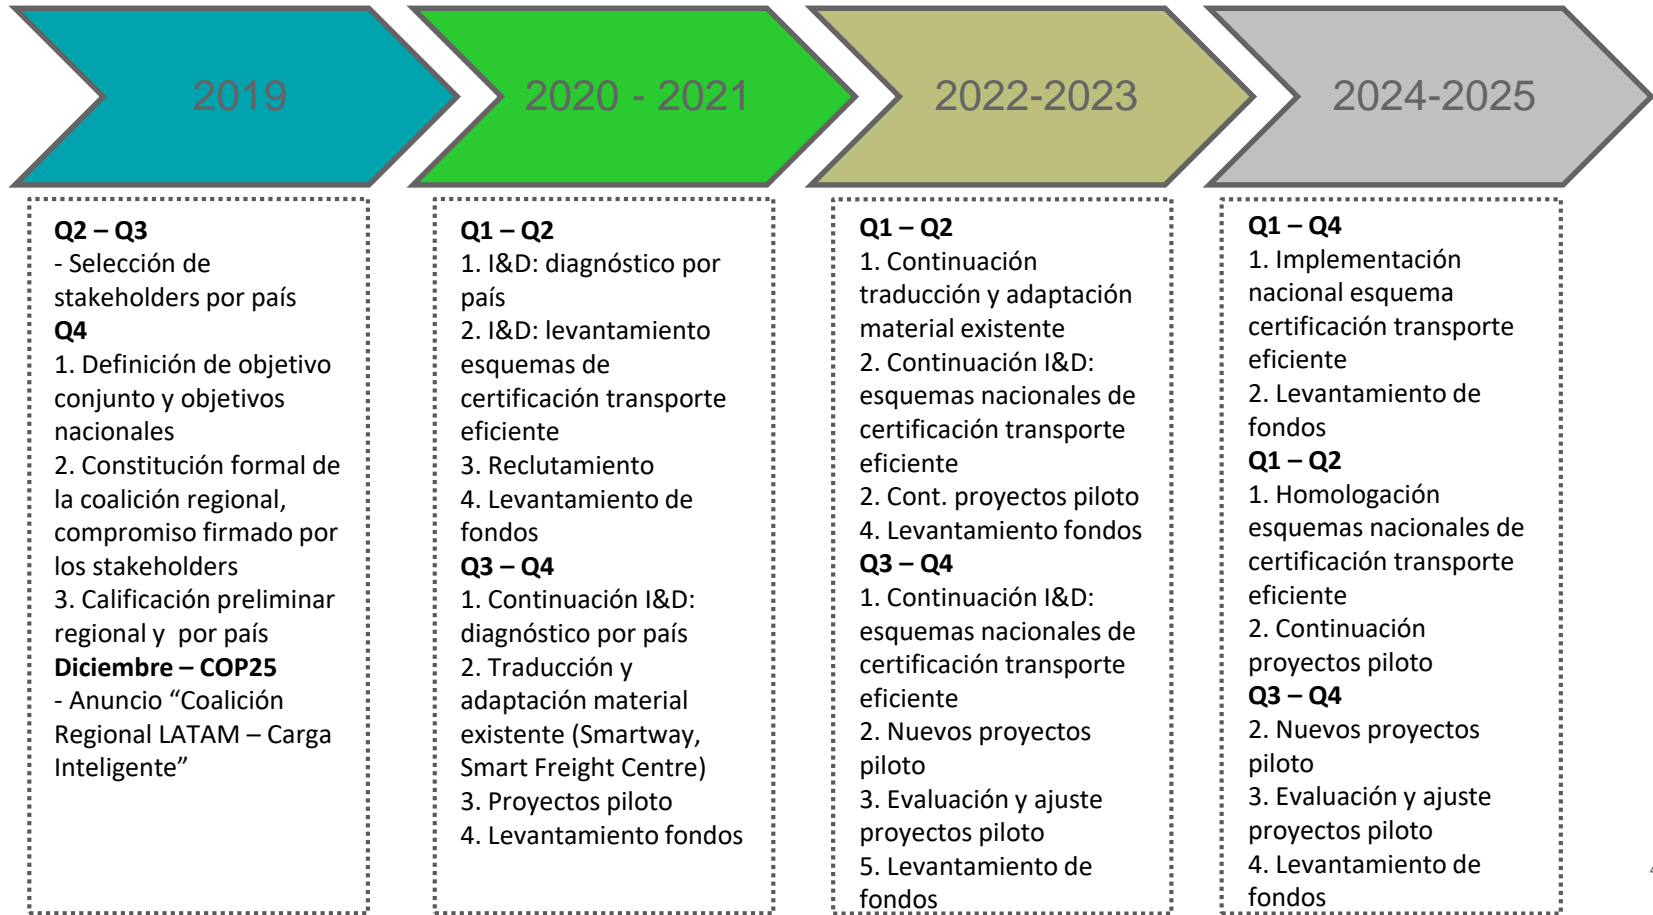 2019
Q2 – Q3
- Selección de
stakeholders por país
Q4
1. Definición de objetivo
conjunto y objetivos
nacionales
2. Constitución formal de
la coalición regional,
compromiso firmado por
los stakeholders
3. Calificación preliminar
regional y  por país
Diciembre – COP25
- Anuncio “Coalición
Regional LATAM – Carga
Inteligente”
2020 - 2021
Q1 – Q2
1. I&D: diagnóstico por
país
2. I&D: levantamiento
esquemas de
certificación transporte
eficiente
3. Reclutamiento
4. Levantamiento de
fondos
Q3 – Q4
1. Continuación I&D:
diagnóstico por país
2. Traducción y
adaptación material
existente (Smartway,
Smart Freight Centre)
3. Proyectos piloto
4. Levantamiento fondos
2022-2023
Q1 – Q2
1. Continuación
traducción y adaptación
material existente
2. Continuación I&D:
esquemas nacionales de
certificación transporte
eficiente
2. Cont. proyectos piloto
4. Levantamiento fondos
Q3 – Q4
1. Continuación I&D:
esquemas nacionales de
certificación transporte
eficiente
2. Nuevos proyectos
piloto
3. Evaluación y ajuste
proyectos piloto
5. Levantamiento de
fondos
2024-2025
Q1 – Q4
1. Implementación
nacional esquema
certificación transporte
eficiente
2. Levantamiento de
fondos
Q1 – Q2
1. Homologación
esquemas nacionales de
certificación transporte
eficiente
2. Continuación
proyectos piloto
Q3 – Q4
2. Nuevos proyectos
piloto
3. Evaluación y ajuste
proyectos piloto
4. Levantamiento de
fondos